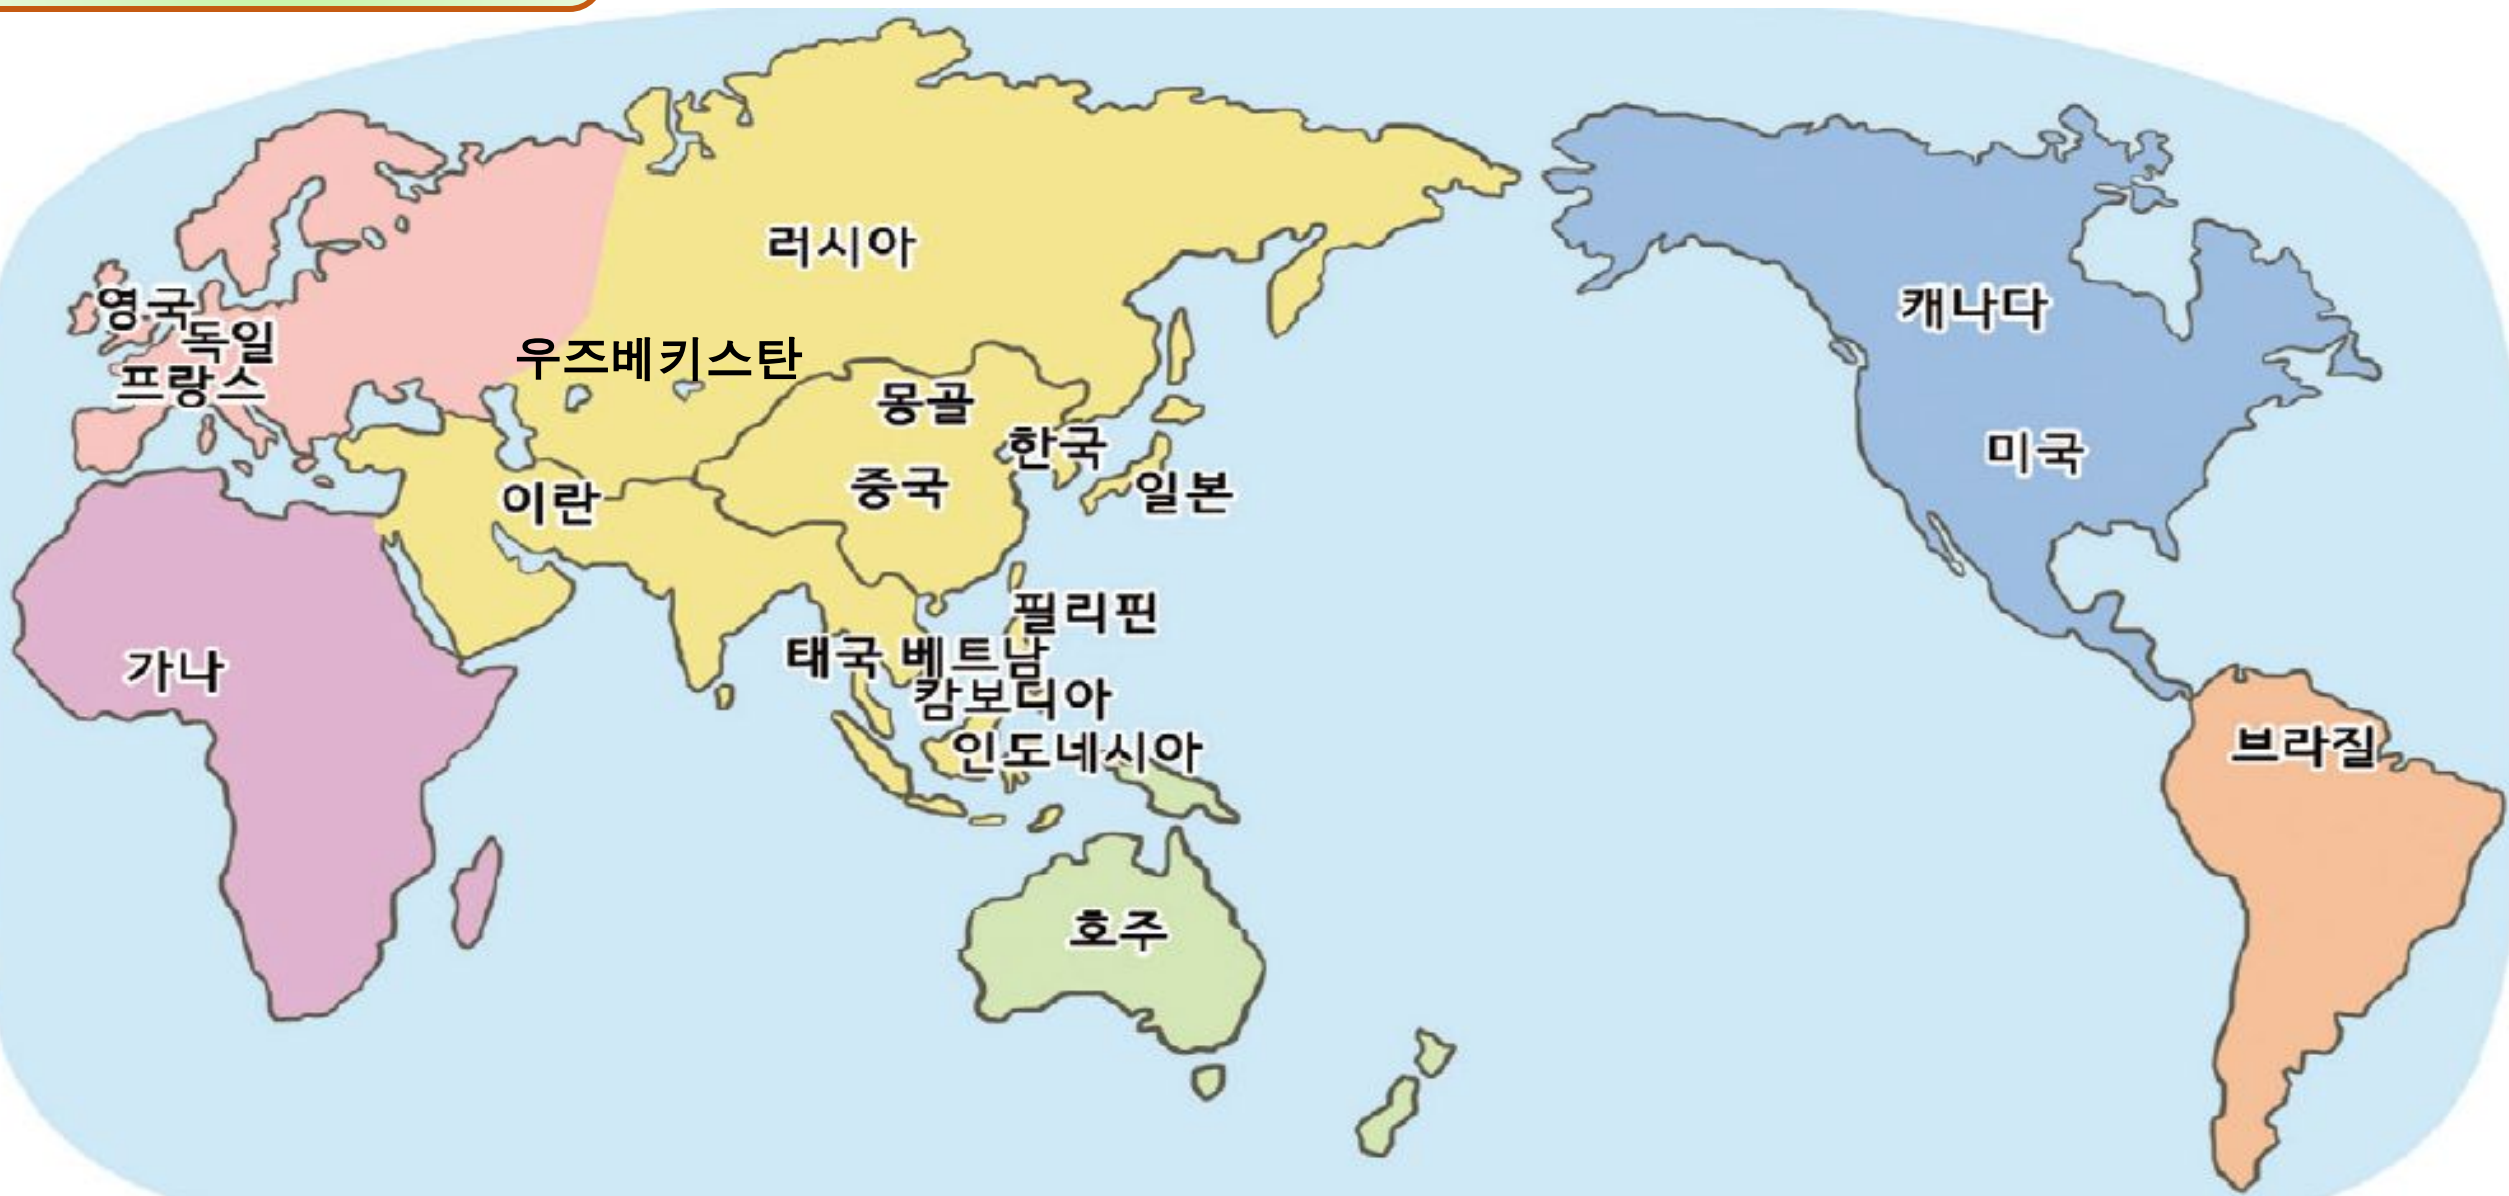 러시아
영국
독일
프랑스
우즈베키스탄
몽골
한국
중국
이란
일본
필리핀
태국 베트남
캄보디아
인도네시아
가나
호주
캐나다
미국
브라질